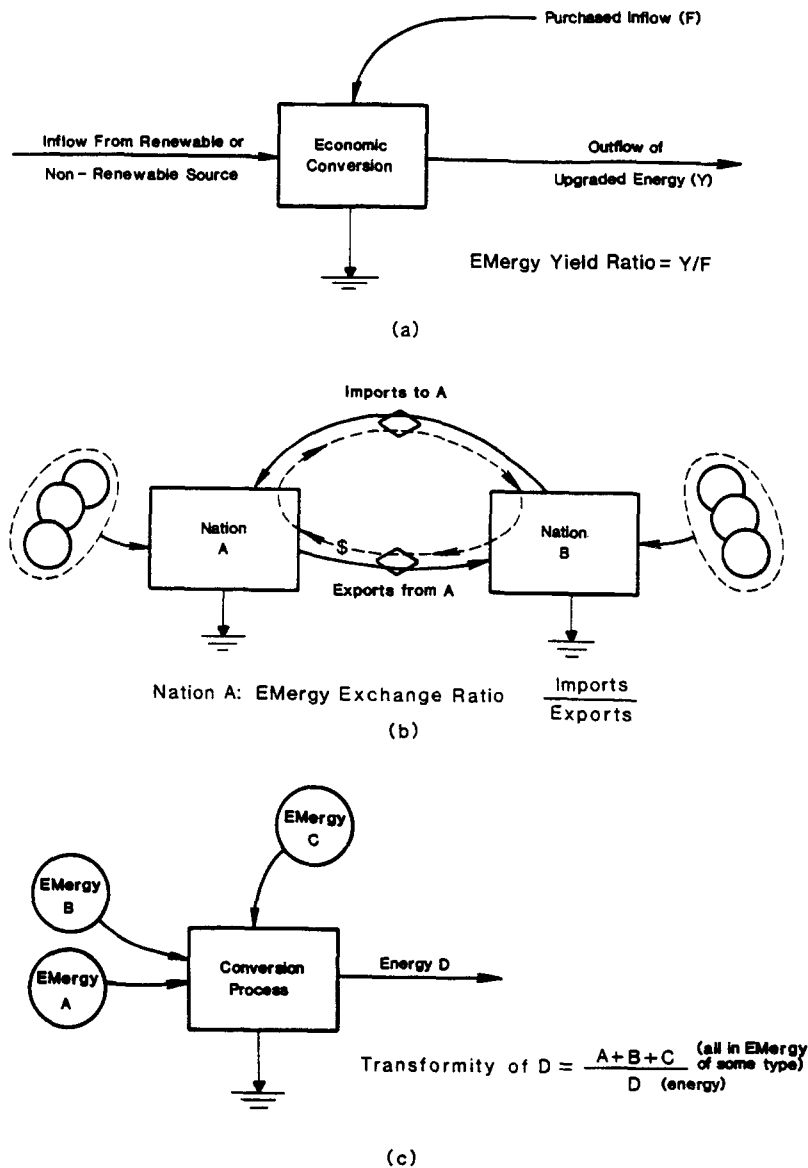 Purchased Inflow (F)
Inflow From Renewable or
Non-Renewable Source
Economic
Conversion
Outflow of
Upgraded Energy (Y)
EMergy Yield Ratio = Y/F
(a)
Imports to A
Nation
A
$
Nation
B
Exports from A
Nation A: EMergy Exchange Ratio
Imports
Exports
(b)
EMergy
C
EMergy
B
EMergy
A
Conversion
Process
Energy D
Transformity of D = A+B+C (all in EMergy
of some type)
D (energy)
(c)